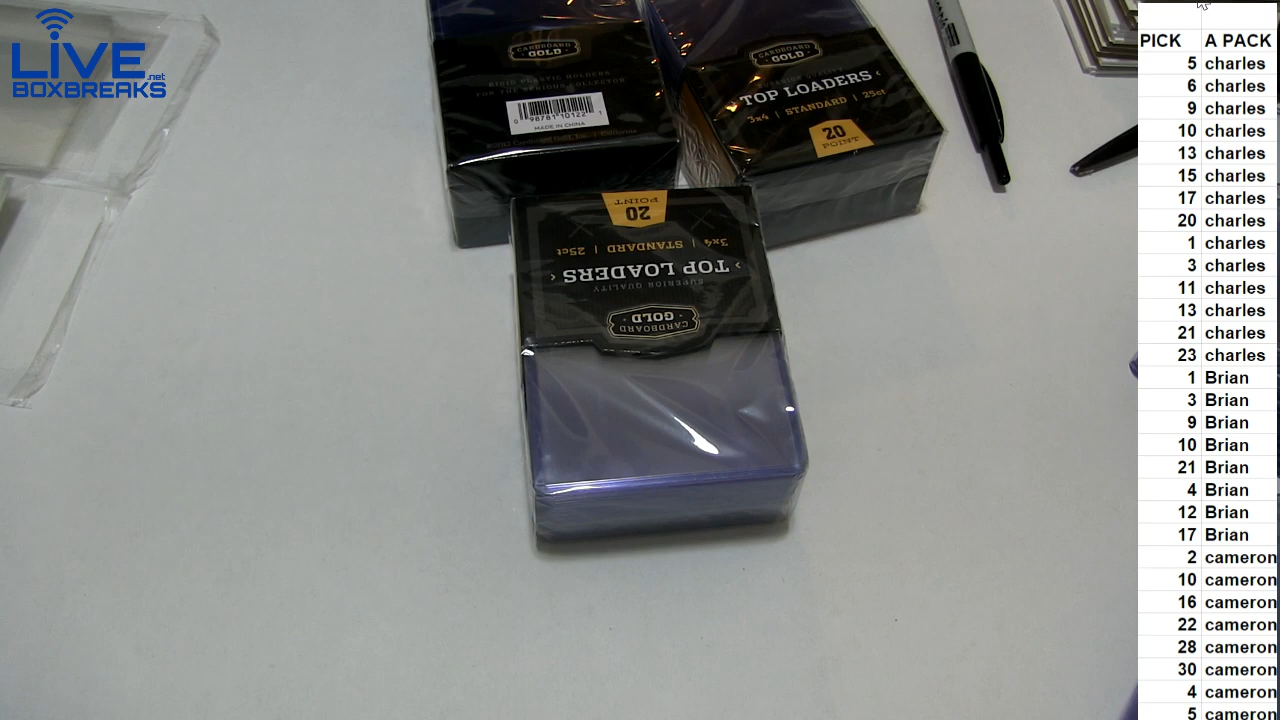 LIVE
.net
BOXBREAKS
CARDBOARD
GOLD
RIGID PLASTIC HOLDERS
FOR THE SERIOUS COLLECTOR
MADE IN CHINA
CARDBOARD
GOLD
SUPERIOR QUALITY
TOP LOADERS
3x4 | STANDARD | 25ct
20
POINT
CARDBOARD
GOLD
SUPERIOR QUALITY
TOP LOADERS
3x4 | STANDARD | 25ct
20
POINT
PICK A PACK
5 charles
6 charles
9 charles
10 charles
13 charles
15 charles
17 charles
20 charles
1 charles
3 charles
11 charles
13 charles
21 charles
23 charles
1 Brian
3 Brian
9 Brian
10 Brian
21 Brian
4 Brian
12 Brian
17 Brian
2 cameron
10 cameron
16 cameron
22 cameron
28 cameron
30 cameron
4 cameron
5 cameron